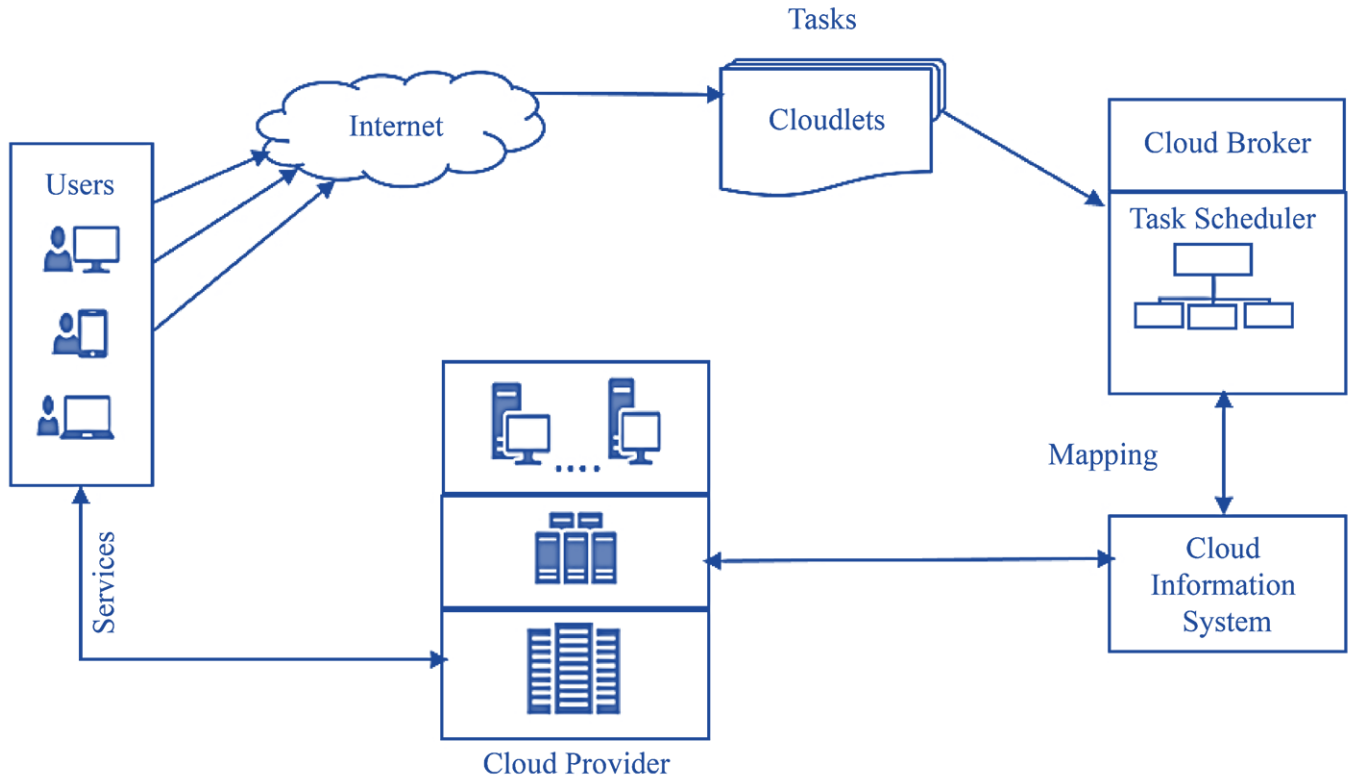 Tasks
Internet
Cloudlets
Cloud Broker
Users
Task Scheduler
Mapping
Services
Cloud
Information
System
Cloud Provider